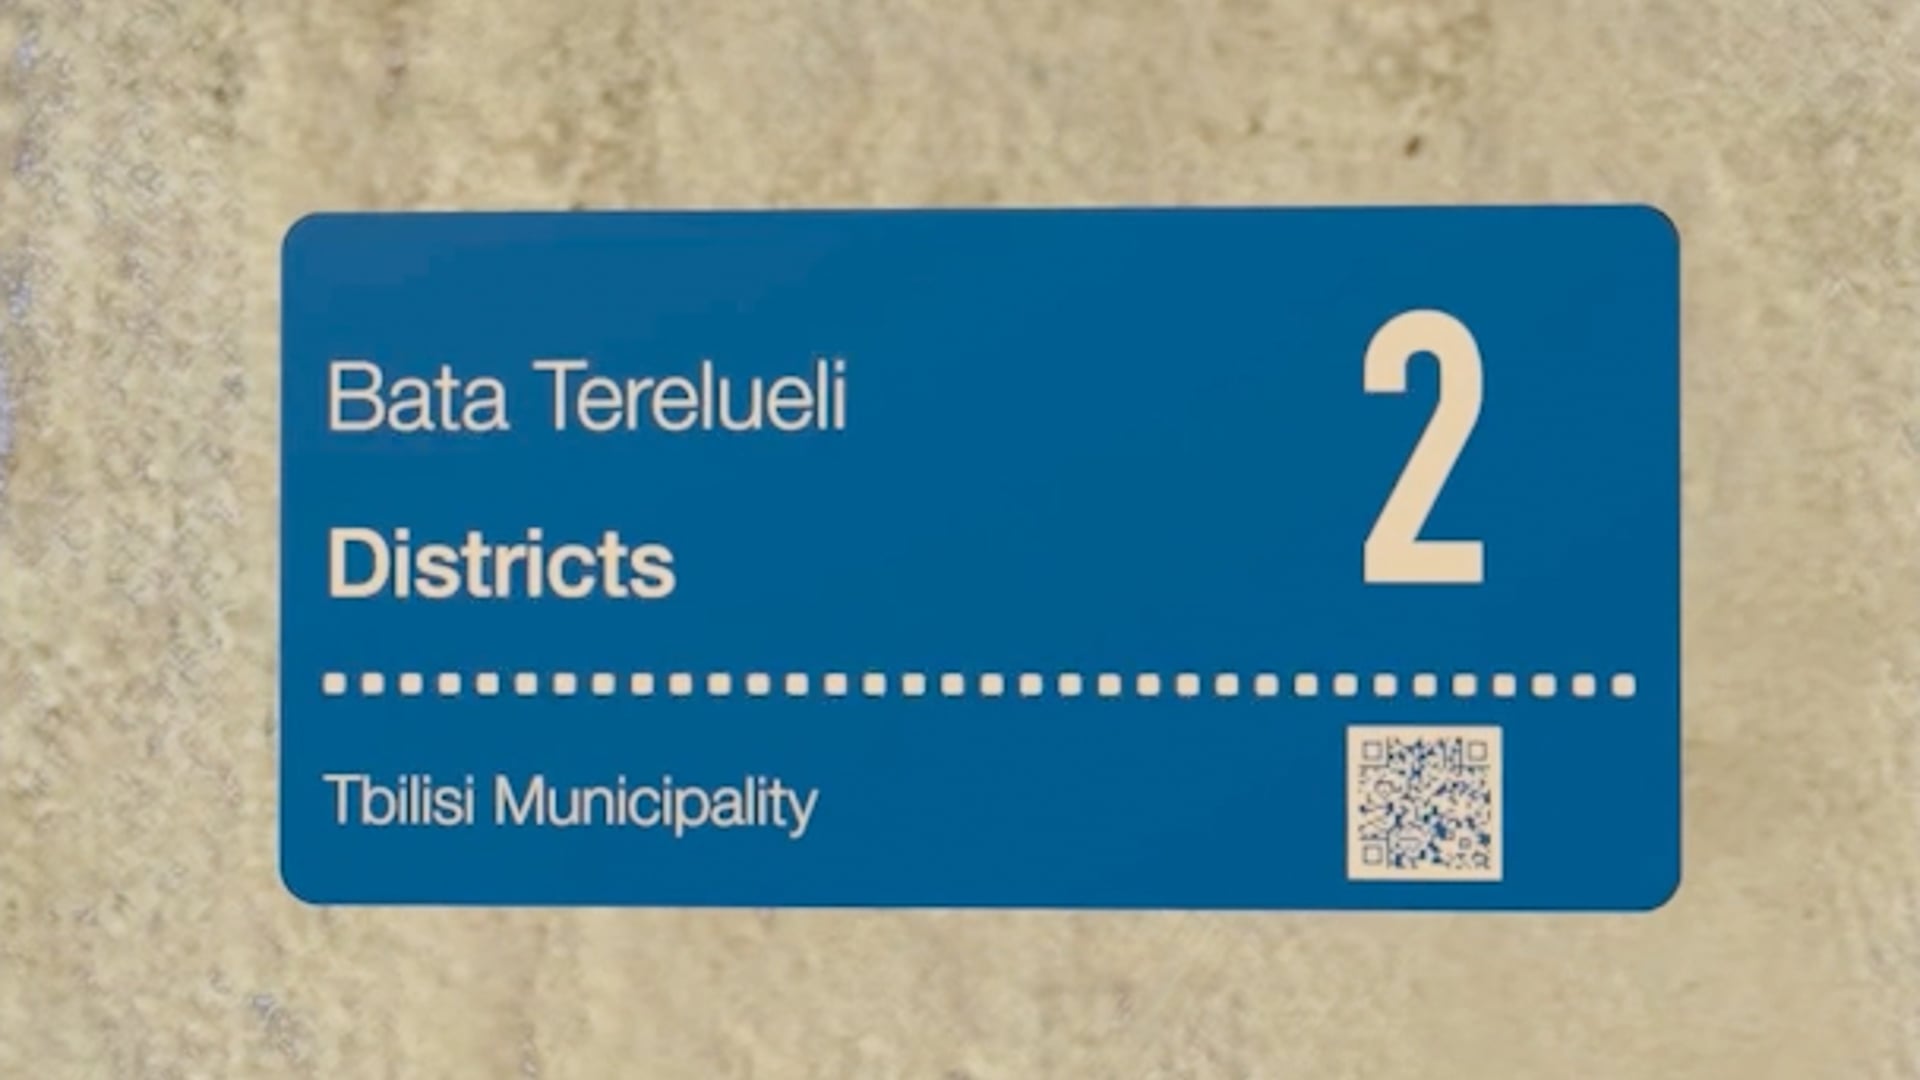 Bata Terelueli
2
Districts
Tbilisi Municipality